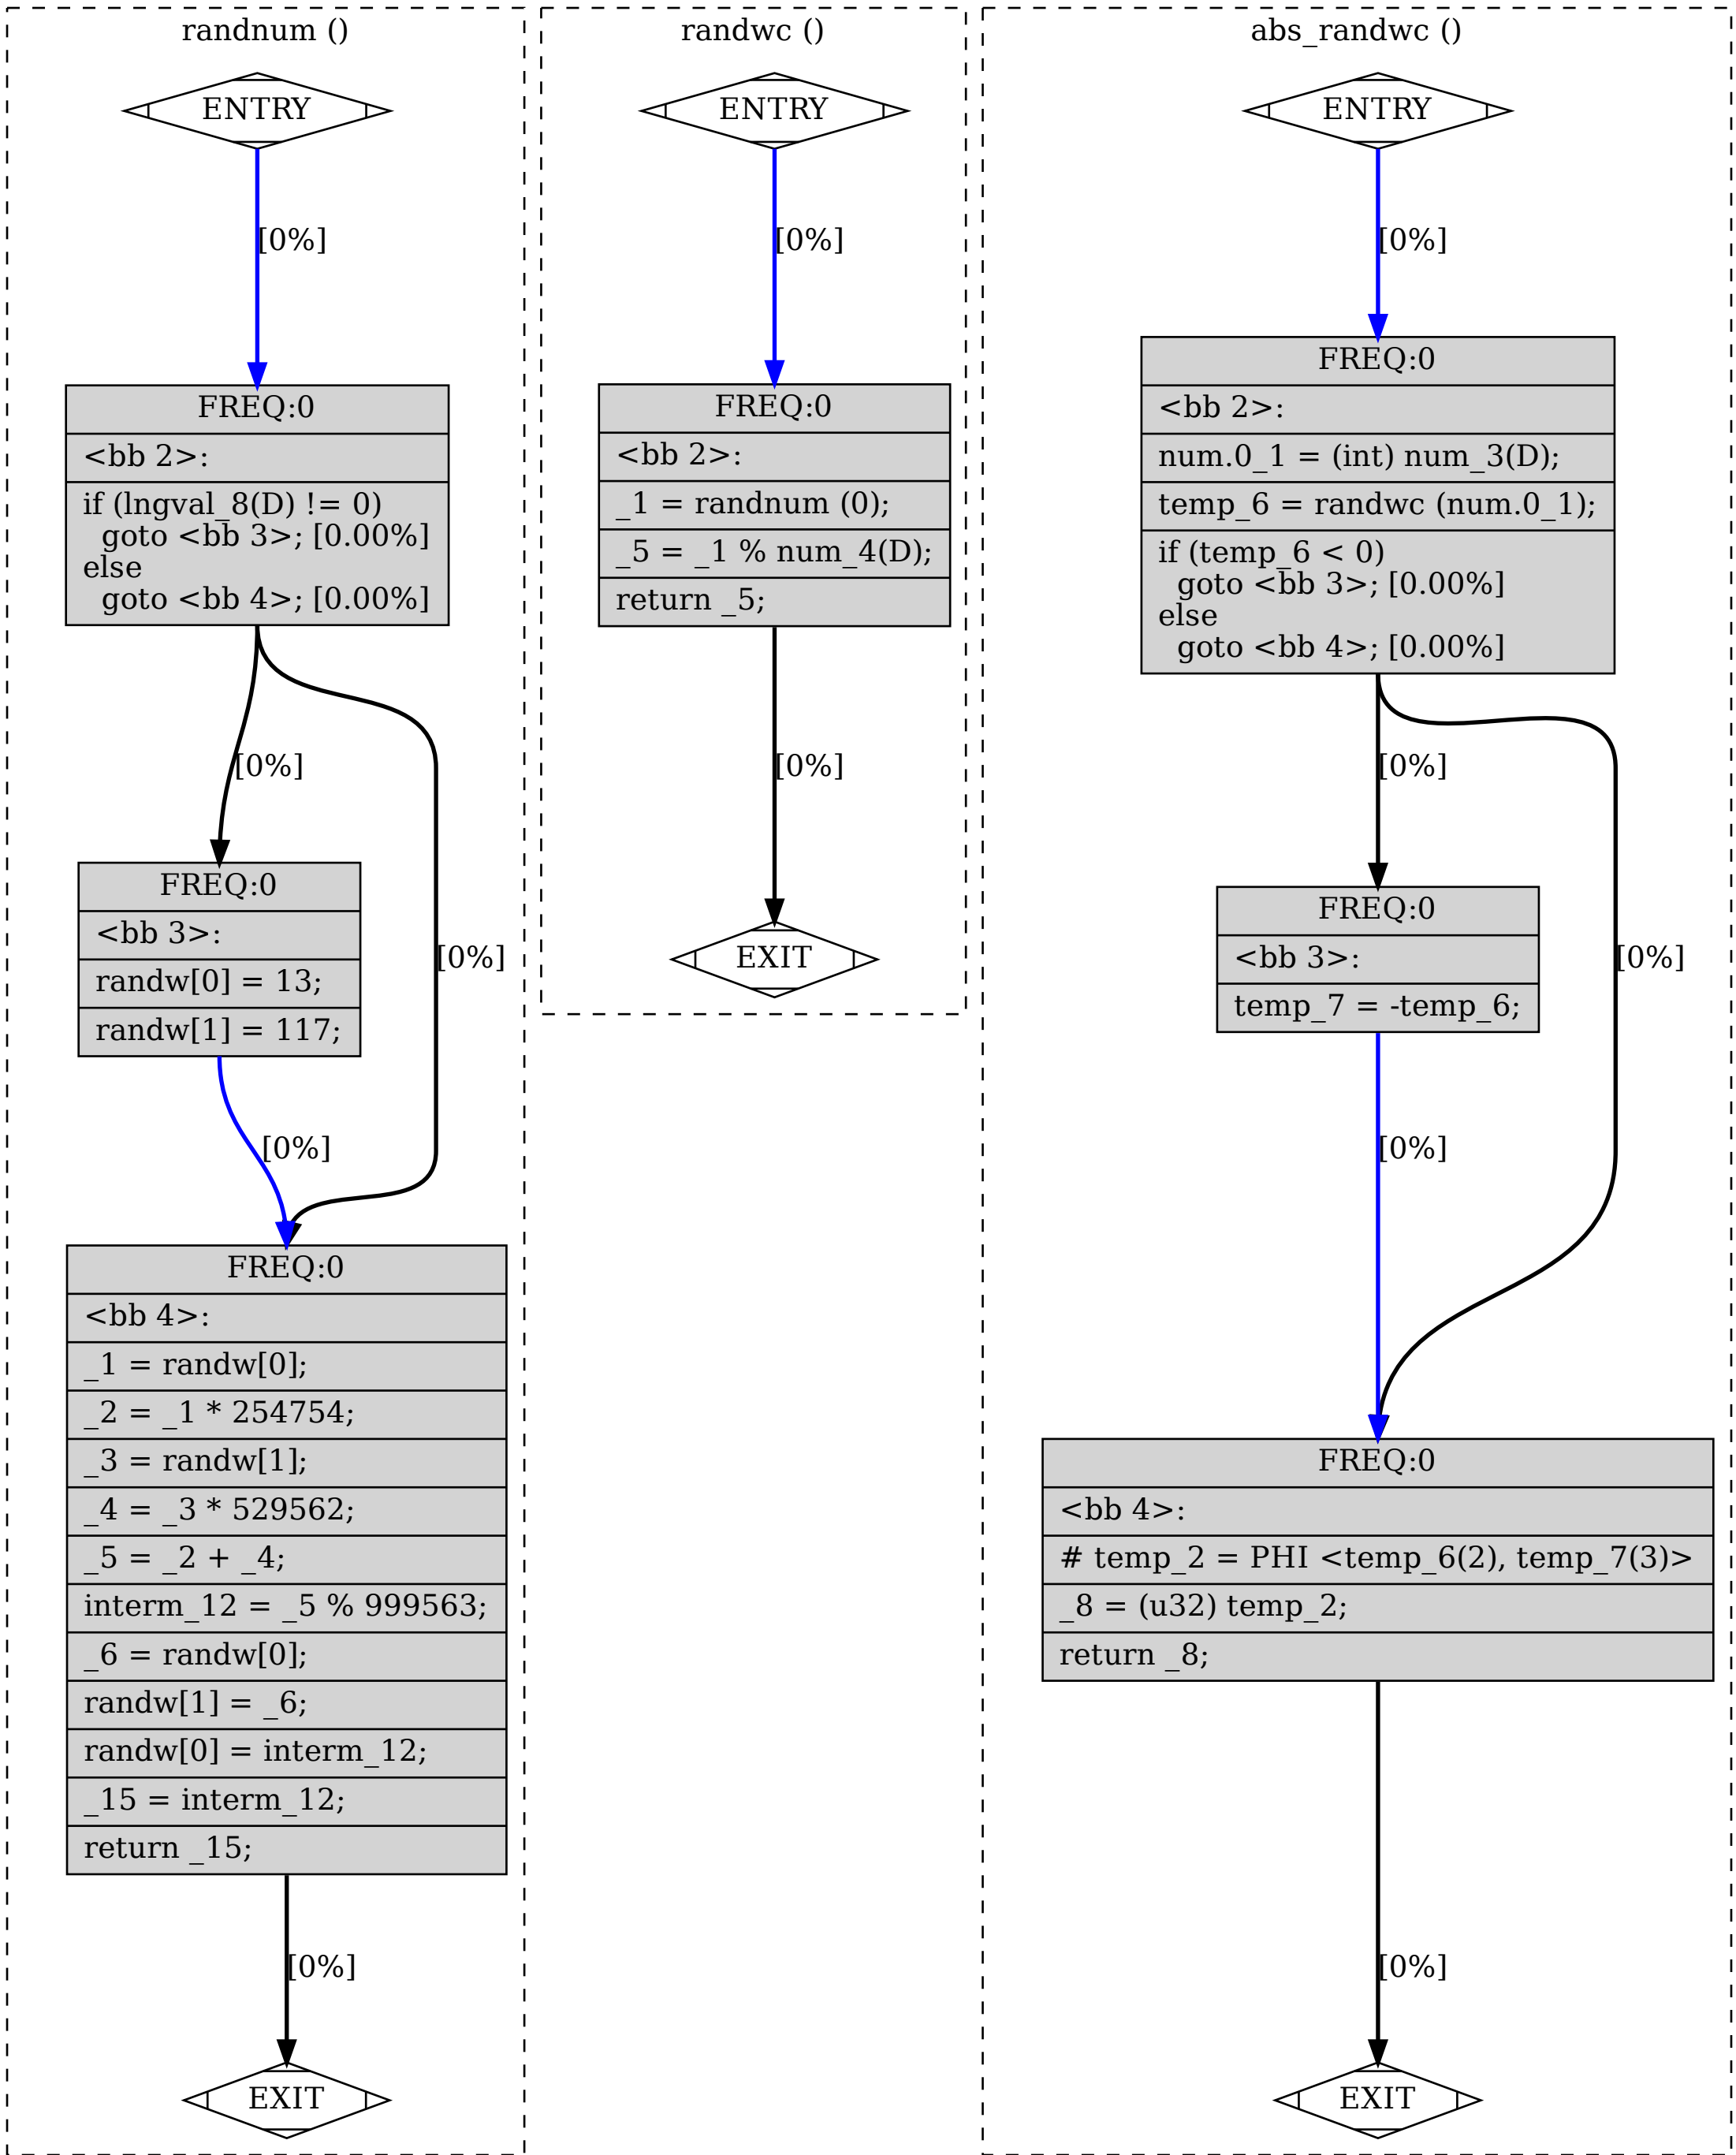 randnum ()
ENTRY
[0%]
FREQ:0
<bb 2>:
if (lngval_8(D) != 0)
  goto <bb 3>; [0.00%]
else
  goto <bb 4>; [0.00%]
[0%]
[0%]
FREQ:0
<bb 3>:
randw[0] = 13;
randw[1] = 117;
[0%]
FREQ:0
<bb 4>:
_1 = randw[0];
_2 = _1 * 254754;
_3 = randw[1];
_4 = _3 * 529562;
_5 = _2 + _4;
interm_12 = _5 % 999563;
_6 = randw[0];
randw[1] = _6;
randw[0] = interm_12;
_15 = interm_12;
return _15;
[0%]
EXIT
randwc ()
ENTRY
[0%]
FREQ:0
<bb 2>:
_1 = randnum (0);
_5 = _1 % num_4(D);
return _5;
[0%]
EXIT
abs_randwc ()
ENTRY
[0%]
FREQ:0
<bb 2>:
num.0_1 = (int) num_3(D);
temp_6 = randwc (num.0_1);
if (temp_6 < 0)
  goto <bb 3>; [0.00%]
else
  goto <bb 4>; [0.00%]
[0%]
[0%]
FREQ:0
<bb 3>:
temp_7 = -temp_6;
[0%]
FREQ:0
<bb 4>:
# temp_2 = PHI <temp_6(2), temp_7(3)>
_8 = (u32) temp_2;
return _8;
[0%]
EXIT